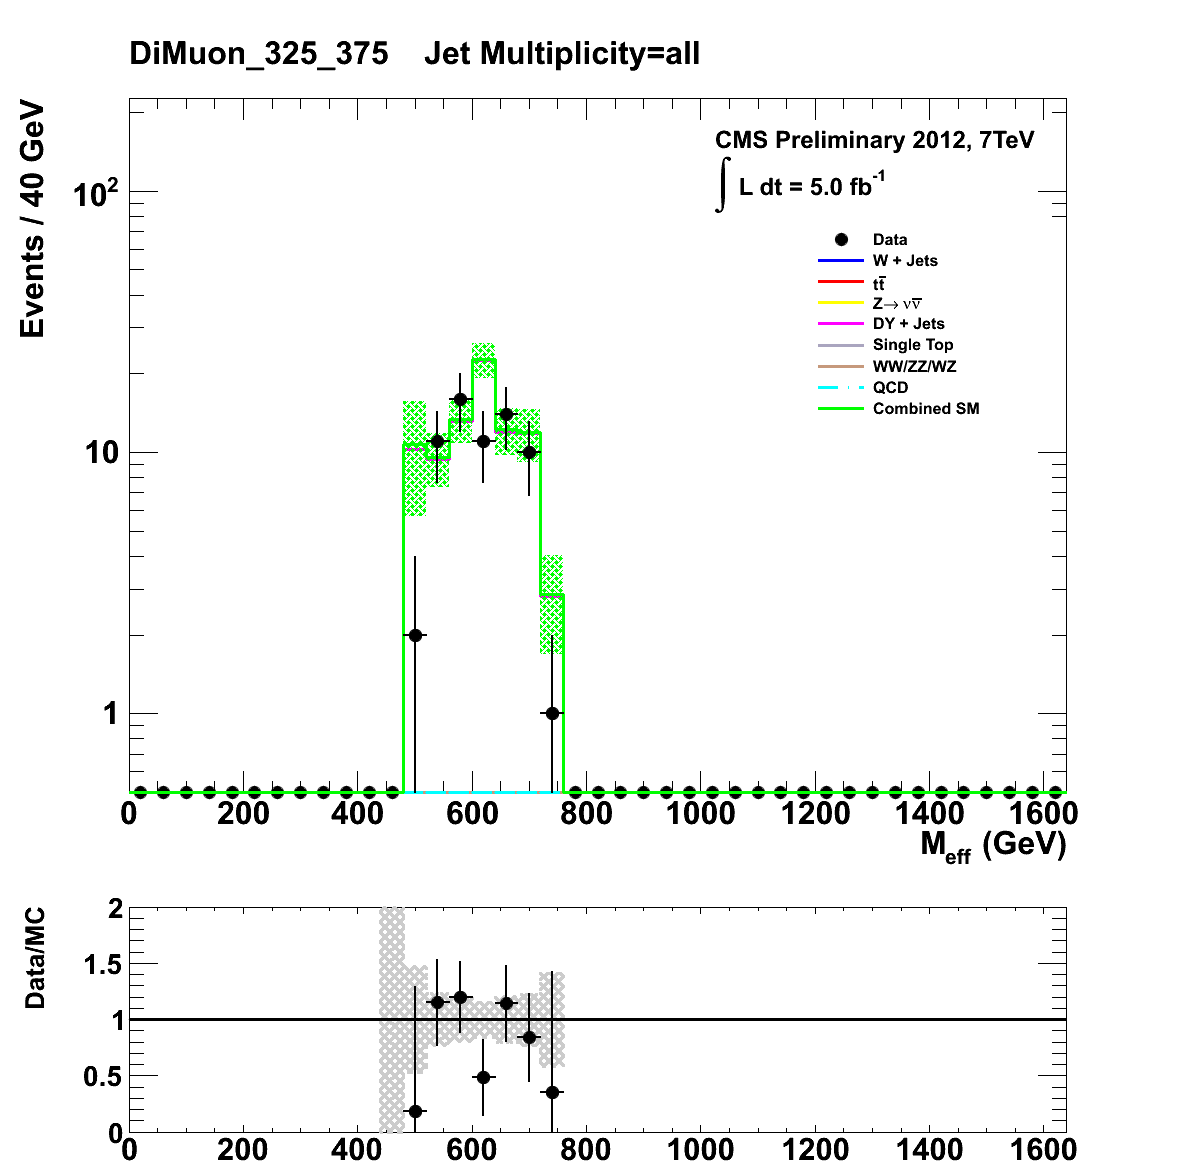 DiMuon_325_375 Jet Multiplicity=all
Events / 40 GeV
CMS Preliminary 2012, 7TeV
∫ L dt = 5.0 fb⁻¹
Data
W + Jets
tt̅
Z→ νν̅
DY + Jets
Single Top
WW/ZZ/WZ
QCD
Combined SM
10²
10
1
0 200 400 600 800 1000 1200 1400 1600
M_eff (GeV)
Data/MC
2
1.5
1
0.5
0
0 200 400 600 800 1000 1200 1400 1600